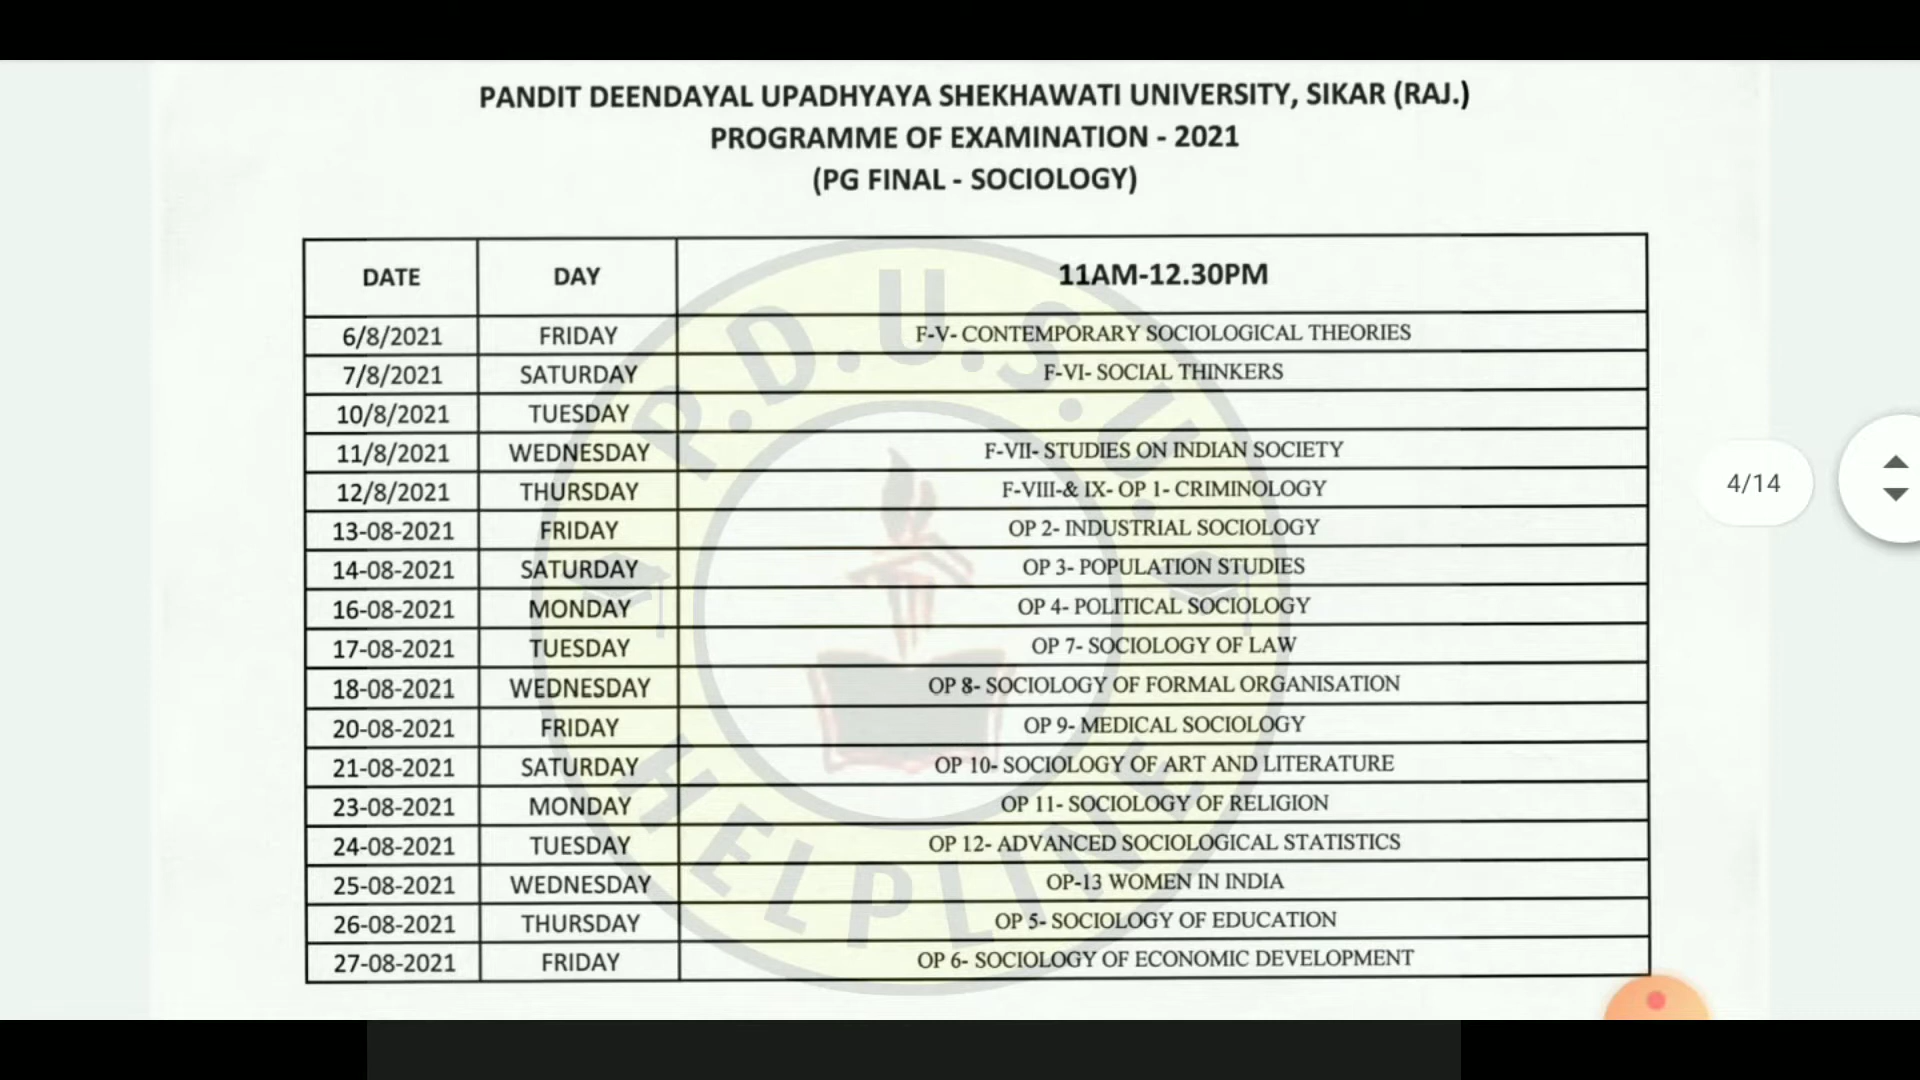 PANDIT DEENDAYAL UPADHYAYA SHEKHAWATI UNIVERSITY, SIKAR (RAJ.)
PROGRAMME OF EXAMINATION - 2021
(PG FINAL - SOCIOLOGY)
DATE DAY 11AM-12.30PM
6/8/2021 FRIDAY F-V- CONTEMPORARY SOCIOLOGICAL THEORIES
7/8/2021 SATURDAY F-VI- SOCIAL THINKERS
10/8/2021 TUESDAY
11/8/2021 WEDNESDAY F-VII- STUDIES ON INDIAN SOCIETY
12/8/2021 THURSDAY F-VIII-& IX- OP 1- CRIMINOLOGY
13-08-2021 FRIDAY OP 2- INDUSTRIAL SOCIOLOGY
14-08-2021 SATURDAY OP 3- POPULATION STUDIES
16-08-2021 MONDAY OP 4- POLITICAL SOCIOLOGY
17-08-2021 TUESDAY OP 7- SOCIOLOGY OF LAW
18-08-2021 WEDNESDAY OP 8- SOCIOLOGY OF FORMAL ORGANISATION
20-08-2021 FRIDAY OP 9- MEDICAL SOCIOLOGY
21-08-2021 SATURDAY OP 10- SOCIOLOGY OF ART AND LITERATURE
23-08-2021 MONDAY OP 11- SOCIOLOGY OF RELIGION
24-08-2021 TUESDAY OP 12- ADVANCED SOCIOLOGICAL STATISTICS
25-08-2021 WEDNESDAY OP-13 WOMEN IN INDIA
26-08-2021 THURSDAY OP 5- SOCIOLOGY OF EDUCATION
27-08-2021 FRIDAY OP 6- SOCIOLOGY OF ECONOMIC DEVELOPMENT
P.D.U.S.U.
HELPLINE
4/14